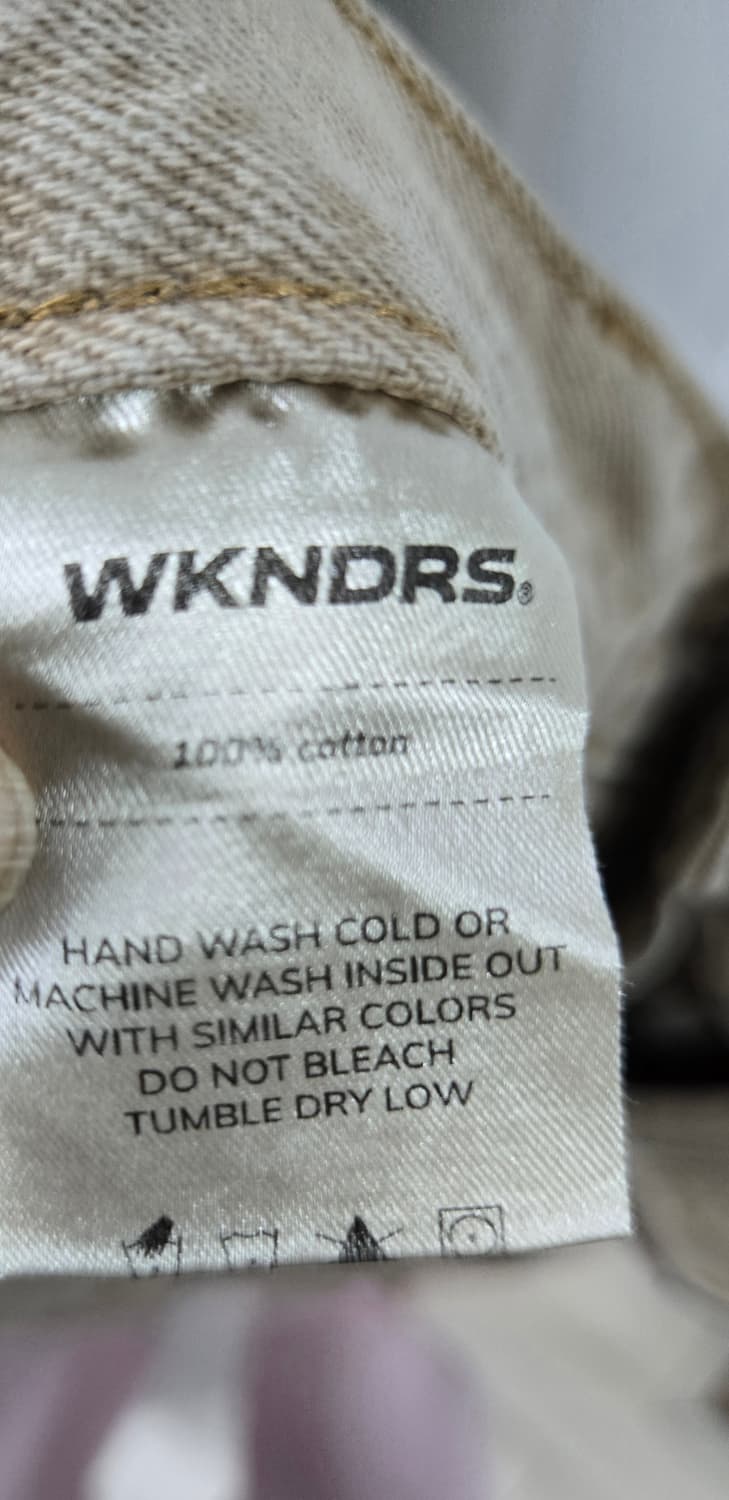 WKNDRS®
100% cotton
HAND WASH COLD OR
MACHINE WASH INSIDE OUT
WITH SIMILAR COLORS
DO NOT BLEACH
TUMBLE DRY LOW